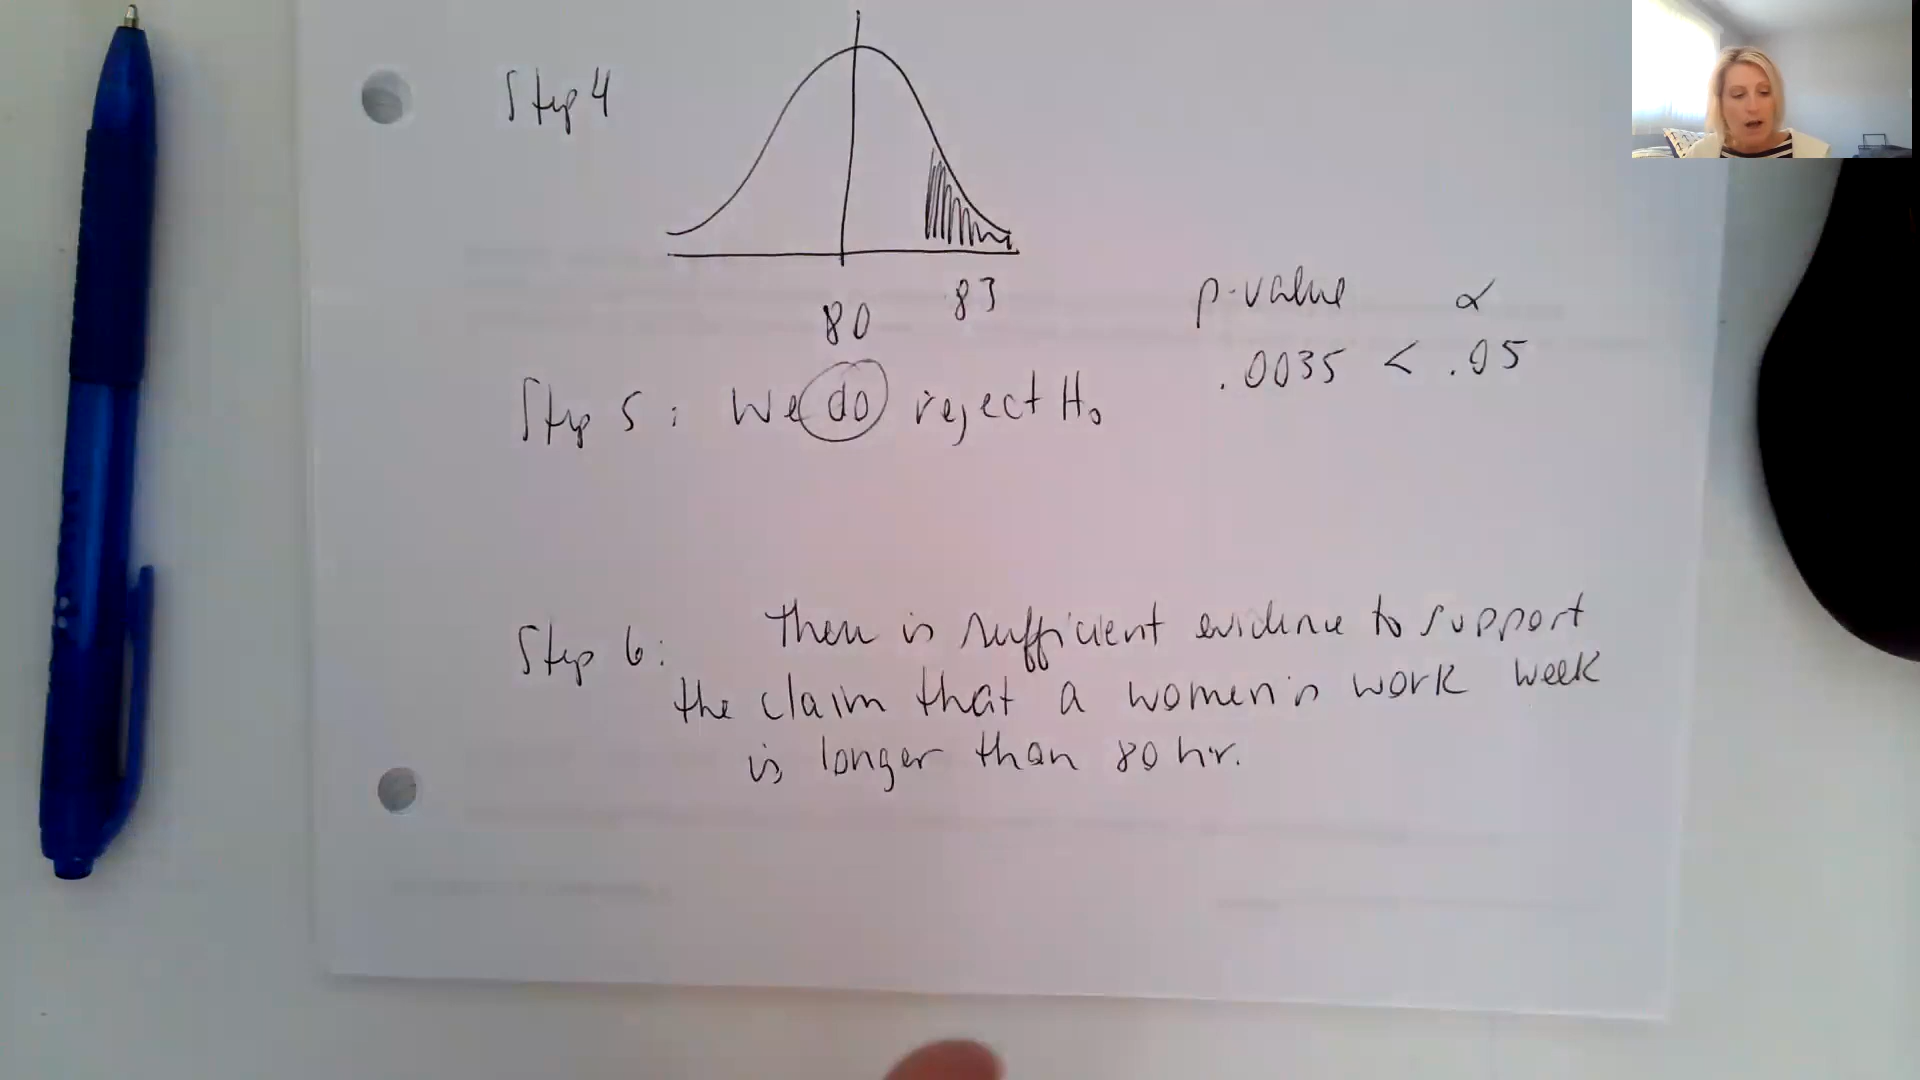 Step 4
80
83
p-value α
.0035 < .05
Step 5: We do reject H₀
Step 6: There is sufficient evidence to support
the claim that a women's work week
is longer than 80 hr.